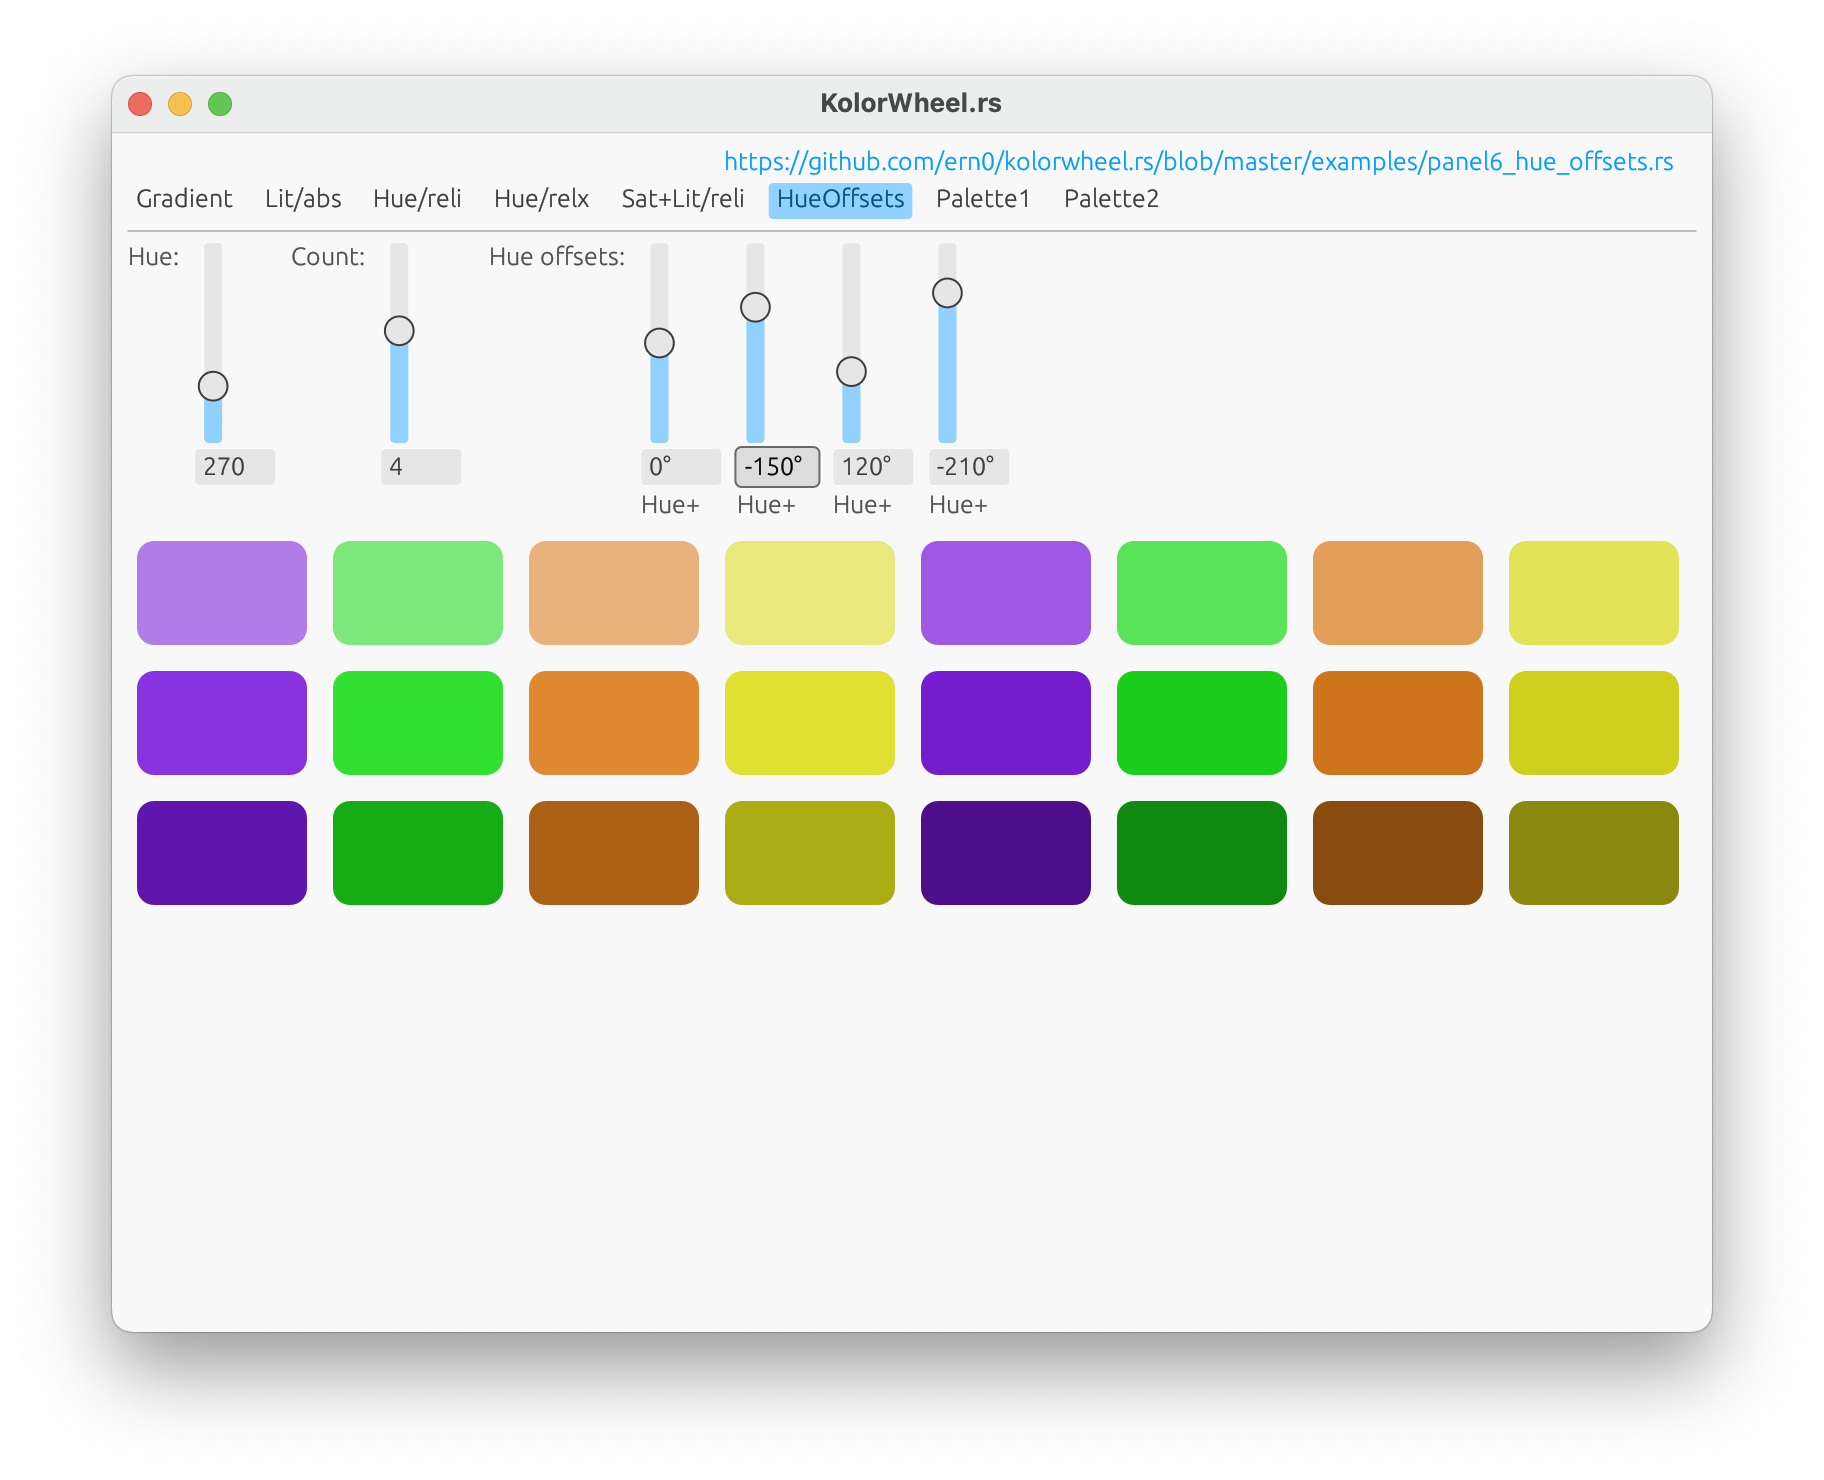 KolorWheel.rs
https://github.com/ern0/kolorwheel.rs/blob/master/examples/panel6_hue_offsets.rs
Gradient Lit/abs Hue/reli Hue/relx Sat+Lit/reli HueOffsets Palette1 Palette2
Hue: Count: Hue offsets:
270 4 0° -150° 120° -210°
Hue+ Hue+ Hue+ Hue+